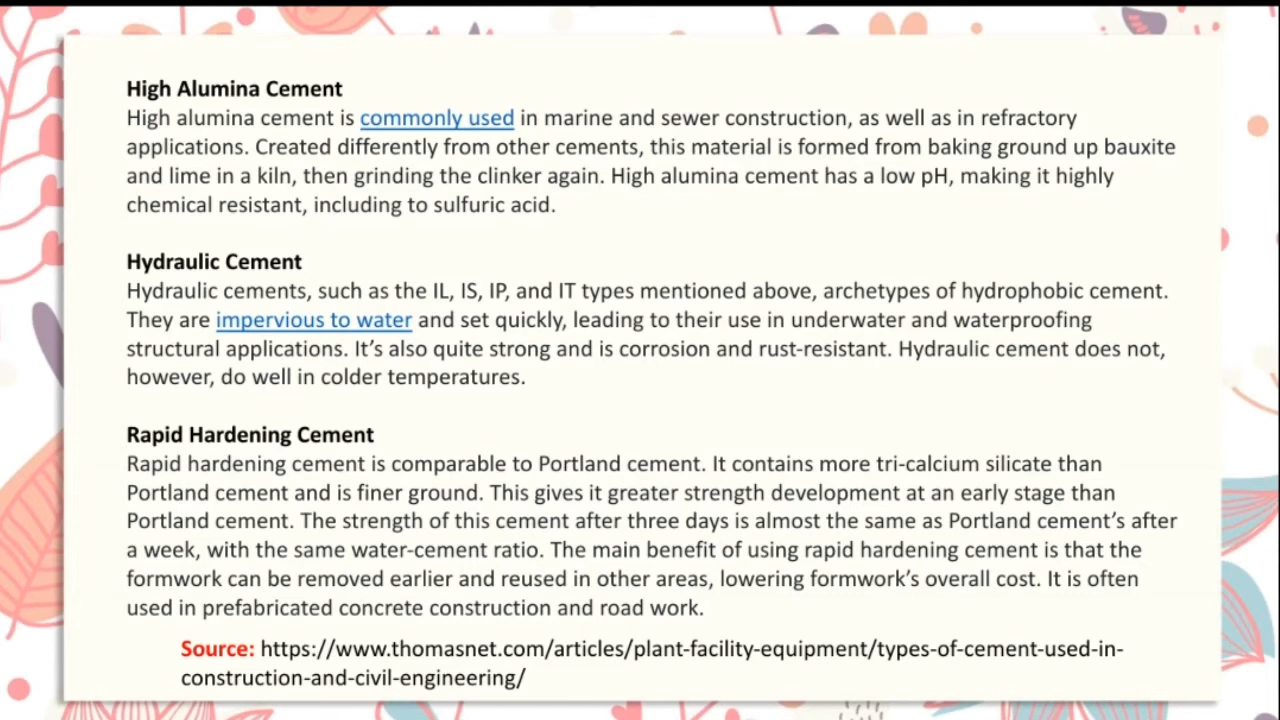 High Alumina Cement
High alumina cement is commonly used in marine and sewer construction, as well as in refractory
applications. Created differently from other cements, this material is formed from baking ground up bauxite
and lime in a kiln, then grinding the clinker again. High alumina cement has a low pH, making it highly
chemical resistant, including to sulfuric acid.
Hydraulic Cement
Hydraulic cements, such as the IL, IS, IP, and IT types mentioned above, archetypes of hydrophobic cement.
They are impervious to water and set quickly, leading to their use in underwater and waterproofing
structural applications. It’s also quite strong and is corrosion and rust-resistant. Hydraulic cement does not,
however, do well in colder temperatures.
Rapid Hardening Cement
Rapid hardening cement is comparable to Portland cement. It contains more tri-calcium silicate than
Portland cement and is finer ground. This gives it greater strength development at an early stage than
Portland cement. The strength of this cement after three days is almost the same as Portland cement’s after
a week, with the same water-cement ratio. The main benefit of using rapid hardening cement is that the
formwork can be removed earlier and reused in other areas, lowering formwork’s overall cost. It is often
used in prefabricated concrete construction and road work.
Source: https://www.thomasnet.com/articles/plant-facility-equipment/types-of-cement-used-in-
construction-and-civil-engineering/